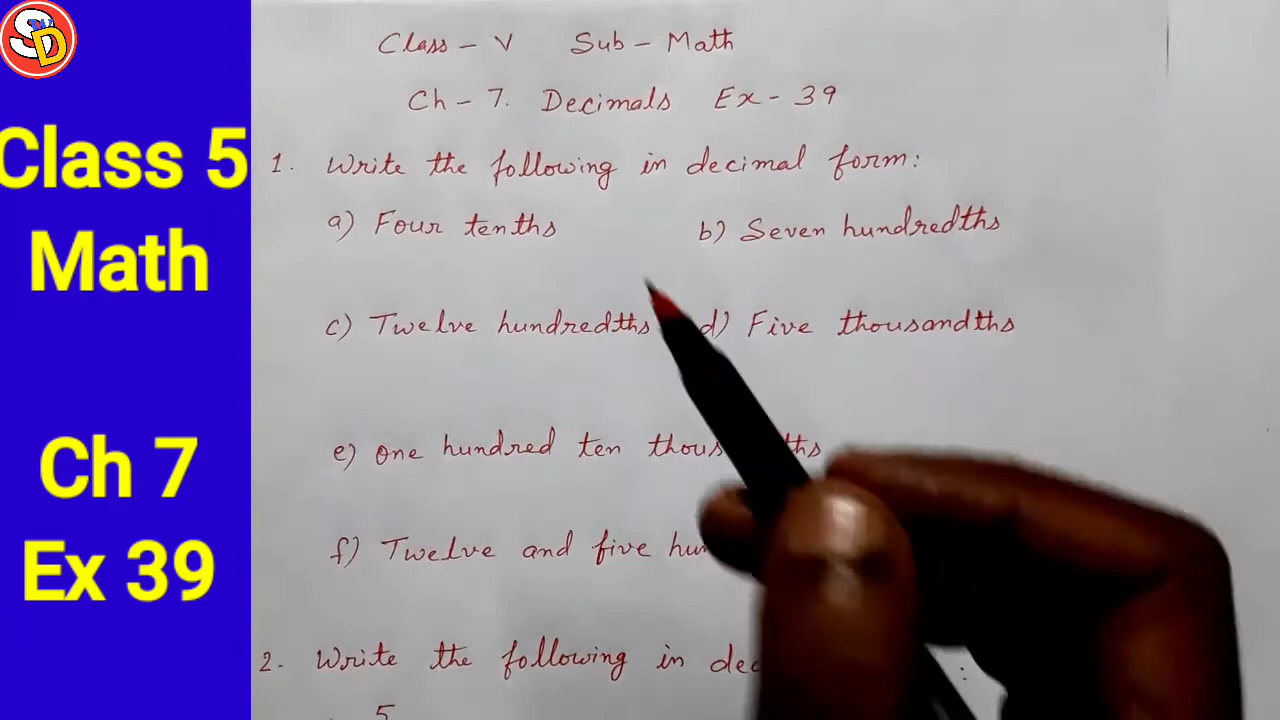 SD
Class 5
Math
Ch 7
Ex 39
Class - V Sub - Math
Ch - 7. Decimals Ex - 39
1. Write the following in decimal form:
a) Four tenths b) Seven hundredths
c) Twelve hundredths d) Five thousandths
e) One hundred ten
f) Twelve and five
2. Write the following in
5